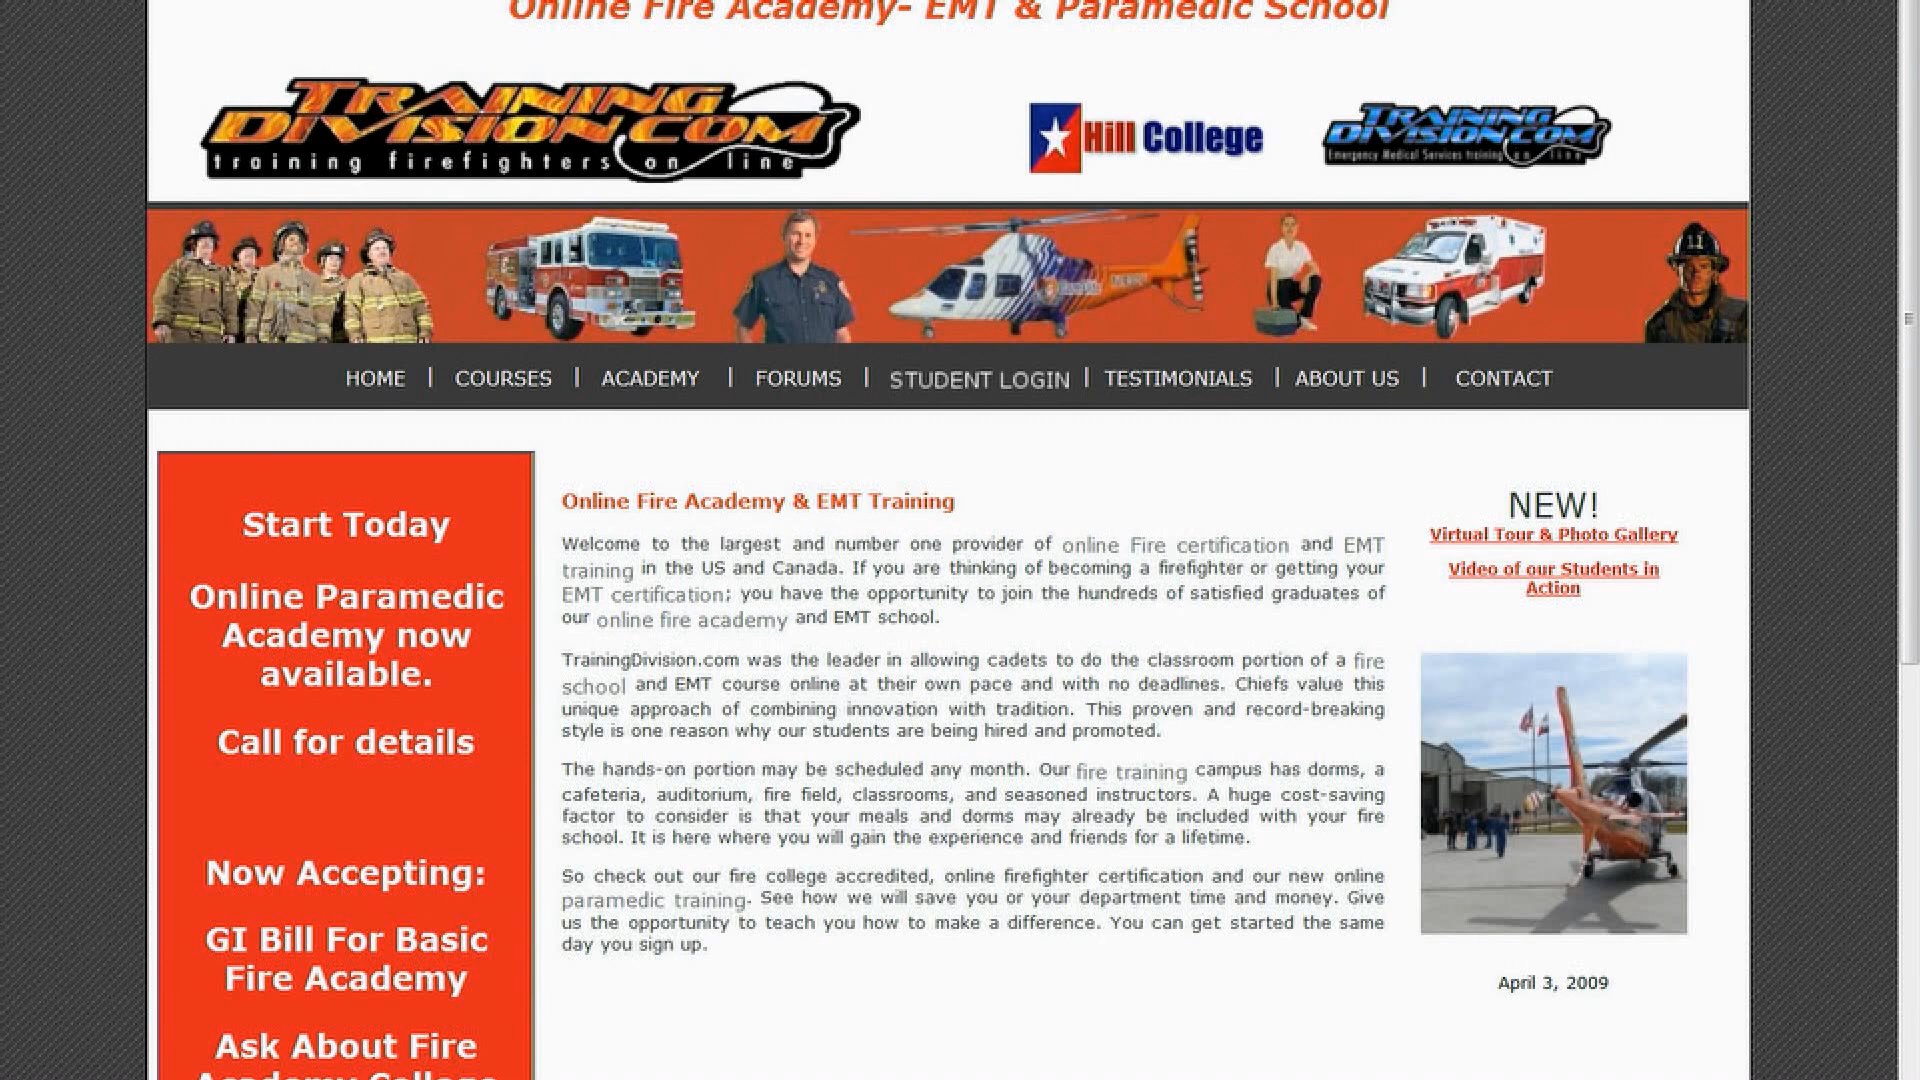 Online Fire Academy- EMT & Paramedic School
TRAINING
DIVISION.COM
training firefighters on line
Hill College
TRAINING
DIVISION.COM
Emergency Medical Services training on line
11
HOME | COURSES | ACADEMY | FORUMS | STUDENT LOGIN | TESTIMONIALS | ABOUT US | CONTACT
Start Today
Online Paramedic
Academy now
available.
Call for details
Now Accepting:
GI Bill For Basic
Fire Academy
Ask About Fire
Academy College
Online Fire Academy & EMT Training
Welcome to the largest and number one provider of online Fire certification and EMT
training in the US and Canada. If you are thinking of becoming a firefighter or getting your
EMT certification; you have the opportunity to join the hundreds of satisfied graduates of
our online fire academy and EMT school.
TrainingDivision.com was the leader in allowing cadets to do the classroom portion of a fire
school and EMT course online at their own pace and with no deadlines. Chiefs value this
unique approach of combining innovation with tradition. This proven and record-breaking
style is one reason why our students are being hired and promoted.
The hands-on portion may be scheduled any month. Our fire training campus has dorms, a
cafeteria, auditorium, fire field, classrooms, and seasoned instructors. A huge cost-saving
factor to consider is that your meals and dorms may already be included with your fire
school. It is here where you will gain the experience and friends for a lifetime.
So check out our fire college accredited, online firefighter certification and our new online
paramedic training. See how we will save you or your department time and money. Give
us the opportunity to teach you how to make a difference. You can get started the same
day you sign up.
NEW!
Virtual Tour & Photo Gallery
Video of our Students in
Action
April 3, 2009